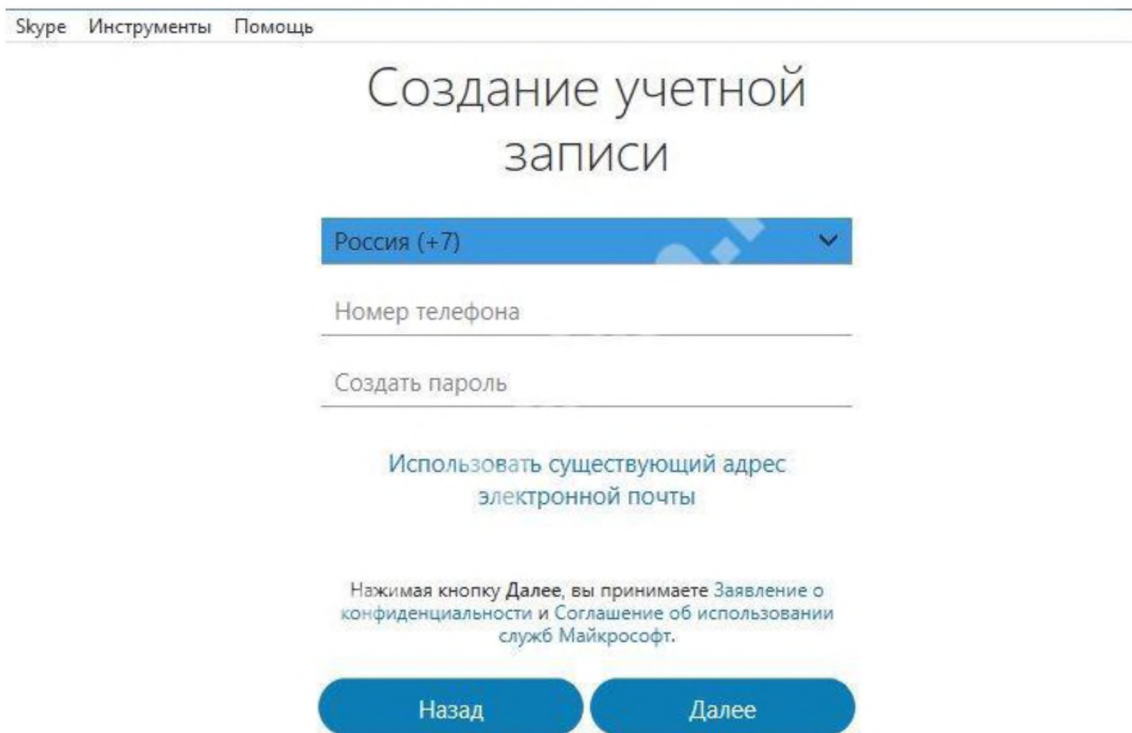 Skype Инструменты Помощь
Создание учетной
записи
Россия (+7)
Номер телефона
Создать пароль
Использовать существующий адрес
электронной почты
Нажимая кнопку Далее, вы принимаете Заявление о
конфиденциальности и Соглашение об использовании
служб Майкрософт.
Назад Далее